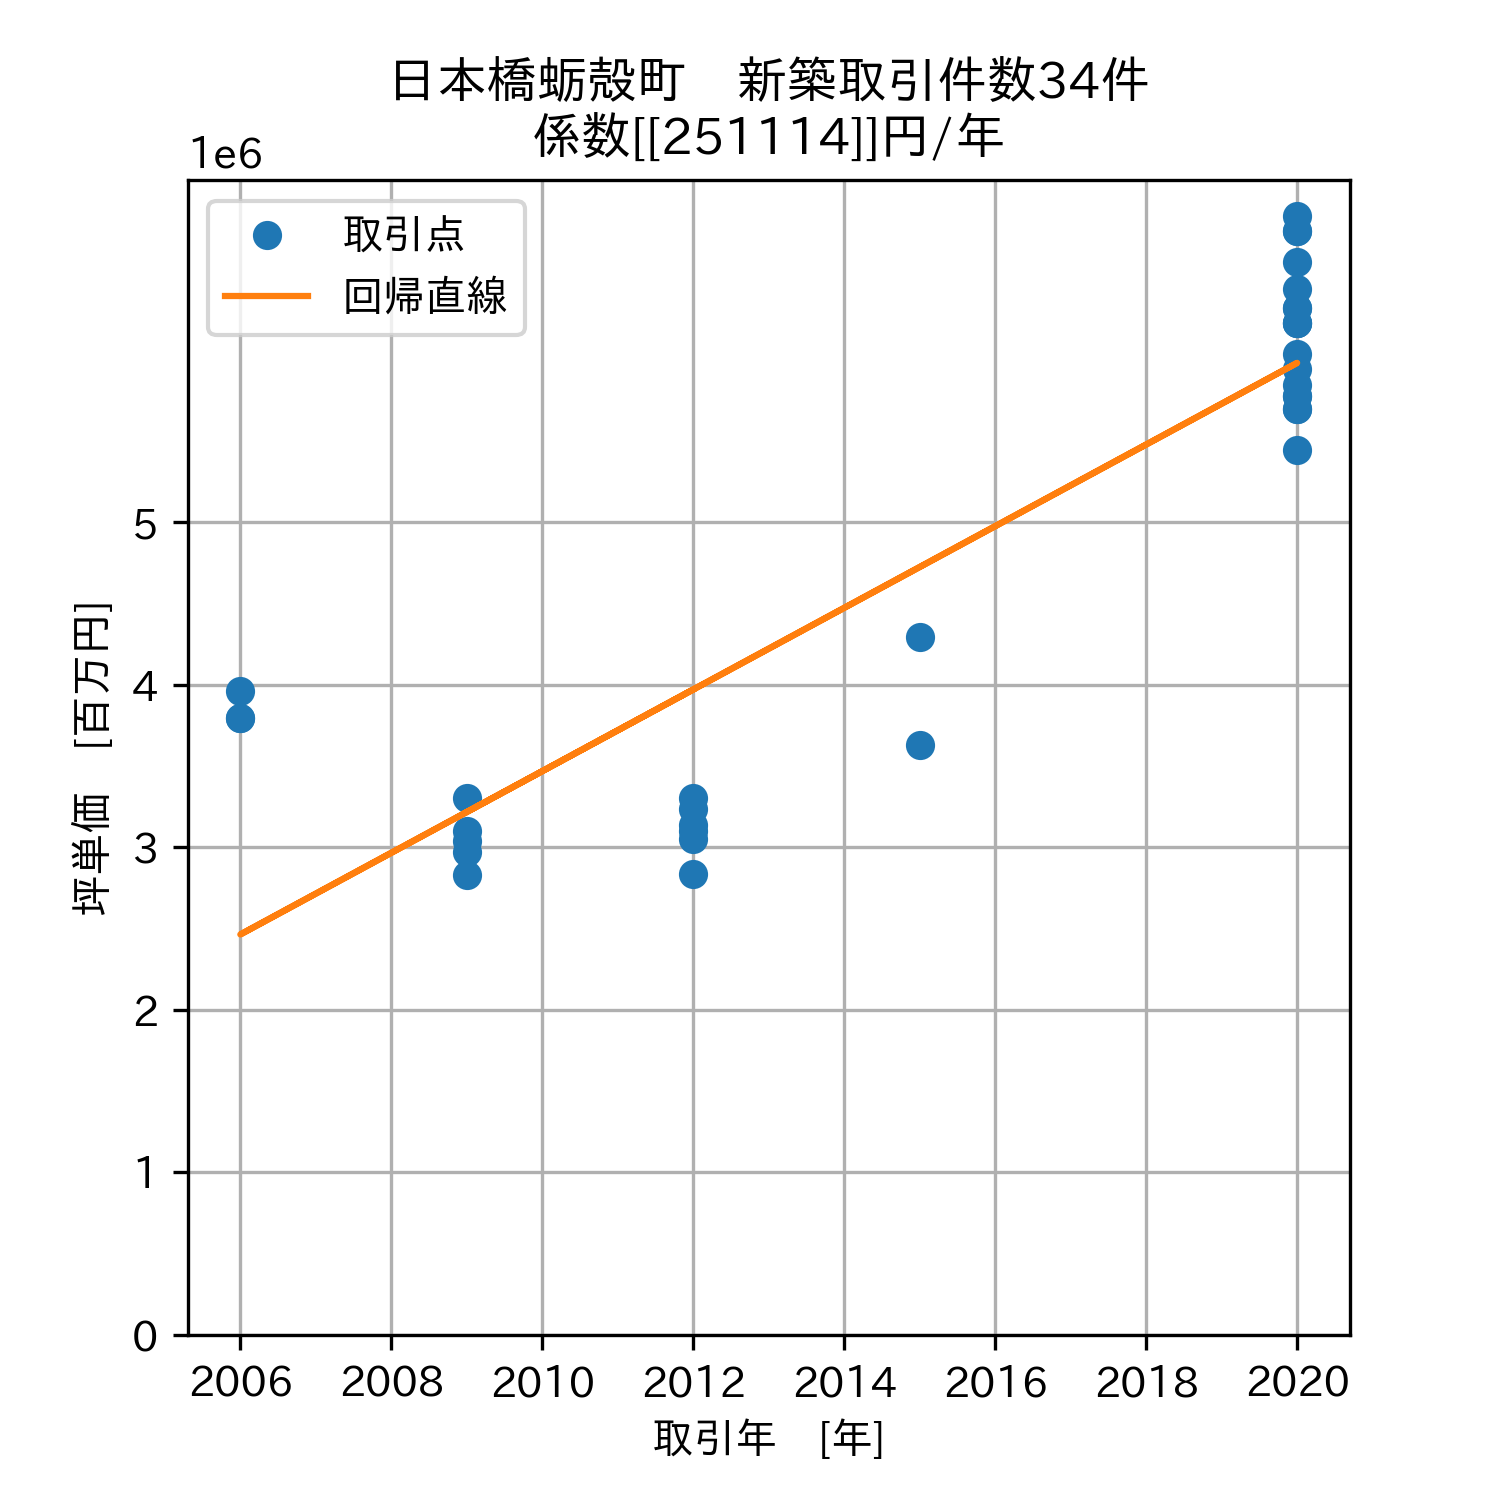 日本橋蛎殻町　新築取引件数34件
係数[[251114]]円/年
1e6
取引点
回帰直線
5
4
3
2
1
0
坪単価　[百万円]
2006 2008 2010 2012 2014 2016 2018 2020
取引年　[年]